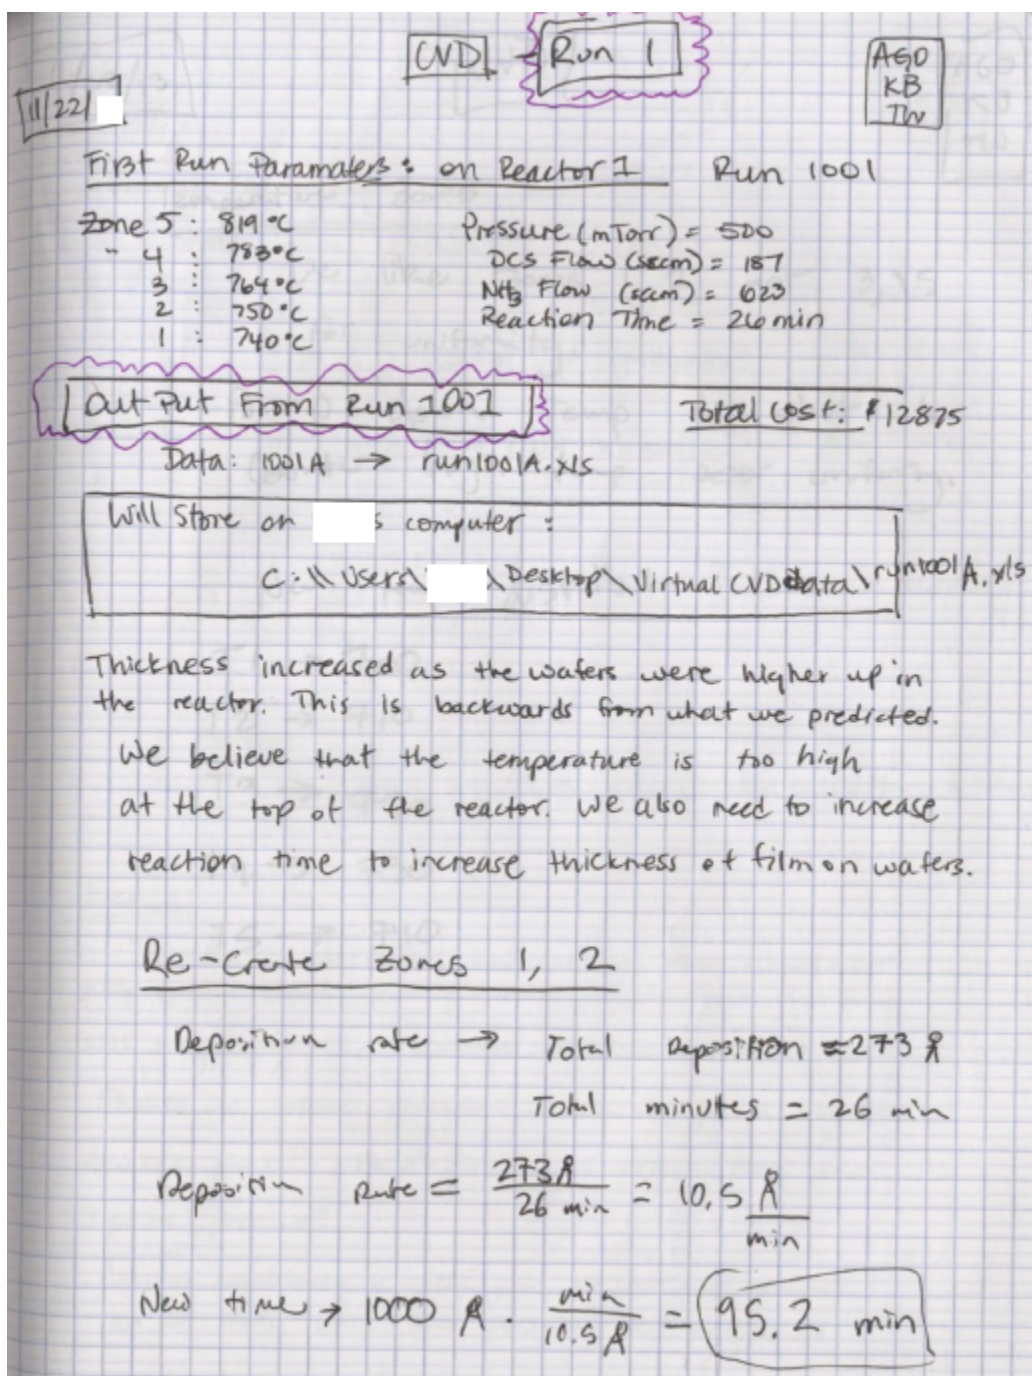 CVD - Run 1
AGD
KB
TW
11/22/
First Run Paramaters: on Reactor 1 Run 1001
Zone 5: 819°C Pressure (mTorr) = 500
" 4 : 783°C DCS Flow (sccm) = 187
3 : 764°C NH3 Flow (sccm) = 623
2 : 750°C Reaction Time = 26 min
1 : 740°C
Out Put From Run 1001 Total Cost: $12875
Data: 1001A → run1001A.xls
Will Store on s computer :
C:\\Users\ \Desktop\Virtual CVD data\run1001A.xls
Thickness increased as the wafers were higher up in
the reactor. This is backwards from what we predicted.
We believe that the temperature is too high
at the top of the reactor. We also need to increase
reaction time to increase thickness of film on wafers.
Re-Create Zones 1, 2
Deposition rate → Total Deposition = 273 Å
Total minutes = 26 min
Deposition Rate = 273 Å / 26 min = 10.5 Å / min
New time → 1000 Å · min / 10.5 Å = 95.2 min